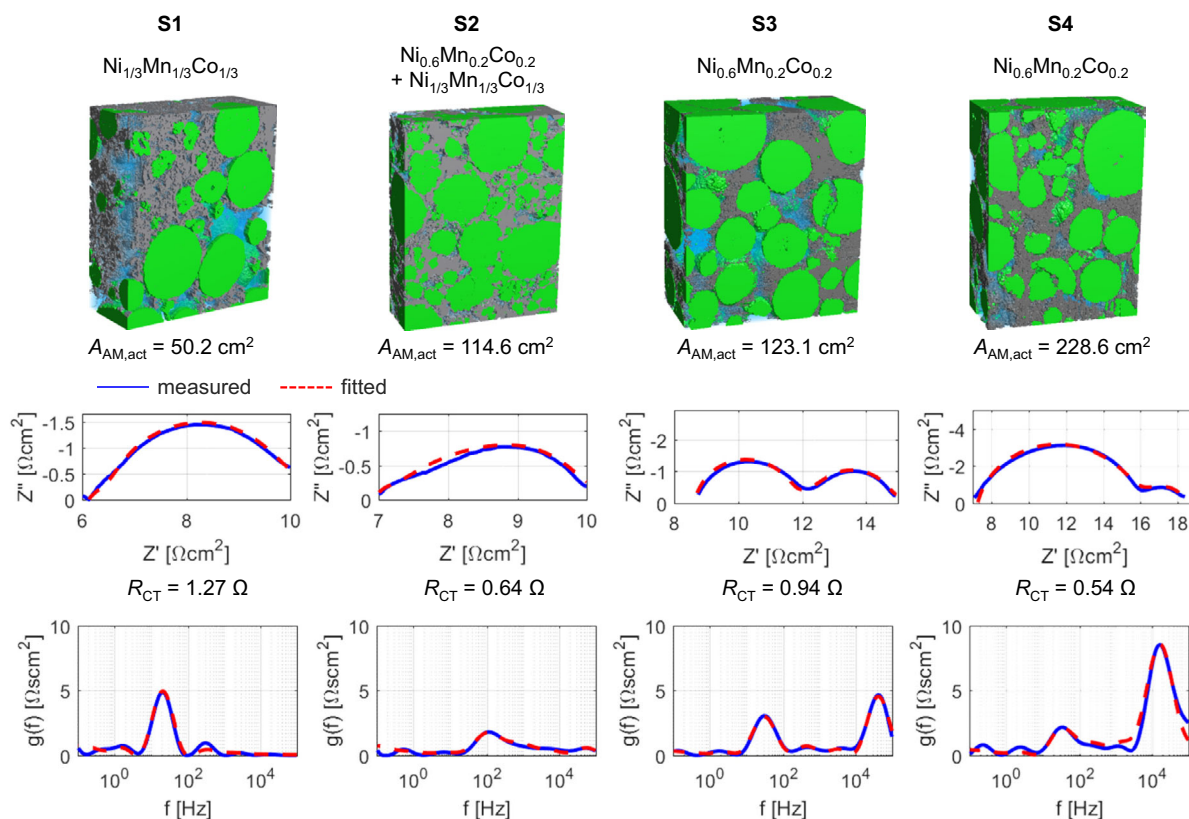 S1 S2 S3 S4
Ni1/3Mn1/3Co1/3
Ni0.6Mn0.2Co0.2
+ Ni1/3Mn1/3Co1/3
Ni0.6Mn0.2Co0.2
Ni0.6Mn0.2Co0.2
AAM,act = 50.2 cm²
AAM,act = 114.6 cm²
AAM,act = 123.1 cm²
AAM,act = 228.6 cm²
measured fitted
Z'' [Ωcm²]
-1.5
-1
-0.5
0
6 8 10
Z' [Ωcm²]
Z'' [Ωcm²]
-1
-0.5
0
7 8 9 10
Z' [Ωcm²]
Z'' [Ωcm²]
-2
-1
0
8 10 12 14
Z' [Ωcm²]
Z'' [Ωcm²]
-4
-2
0
8 10 12 14 16 18
Z' [Ωcm²]
RCT = 1.27 Ω
RCT = 0.64 Ω
RCT = 0.94 Ω
RCT = 0.54 Ω
g(f) [Ωscm²]
10
5
0
10⁰ 10² 10⁴
f [Hz]
g(f) [Ωscm²]
10
5
0
10⁰ 10² 10⁴
f [Hz]
g(f) [Ωscm²]
10
5
0
10⁰ 10² 10⁴
f [Hz]
g(f) [Ωscm²]
10
5
0
10⁰ 10² 10⁴
f [Hz]